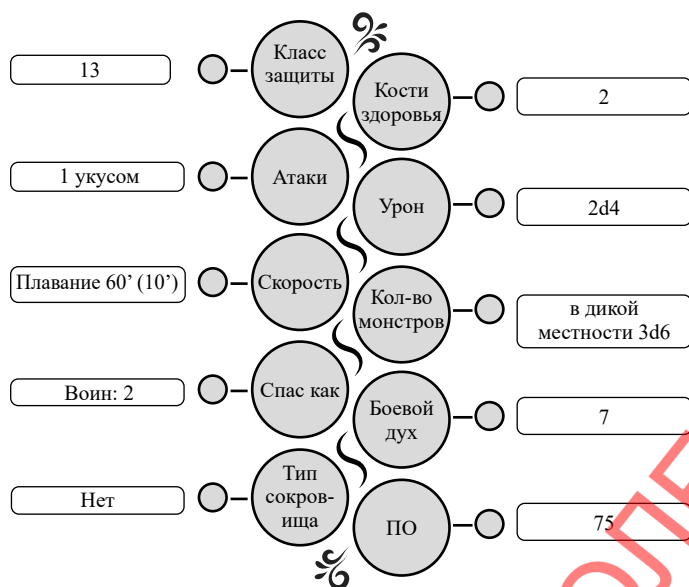 13
Класс
защиты
Кости
здоровья
2
1 укусом
Атаки
Урон
2d4
Плавание 60’ (10’)
Скорость
Кол-во
монстров
в дикой
местности 3d6
Воин: 2
Спас как
Боевой
дух
7
Нет
Тип
сокров-
ища
ПО
75